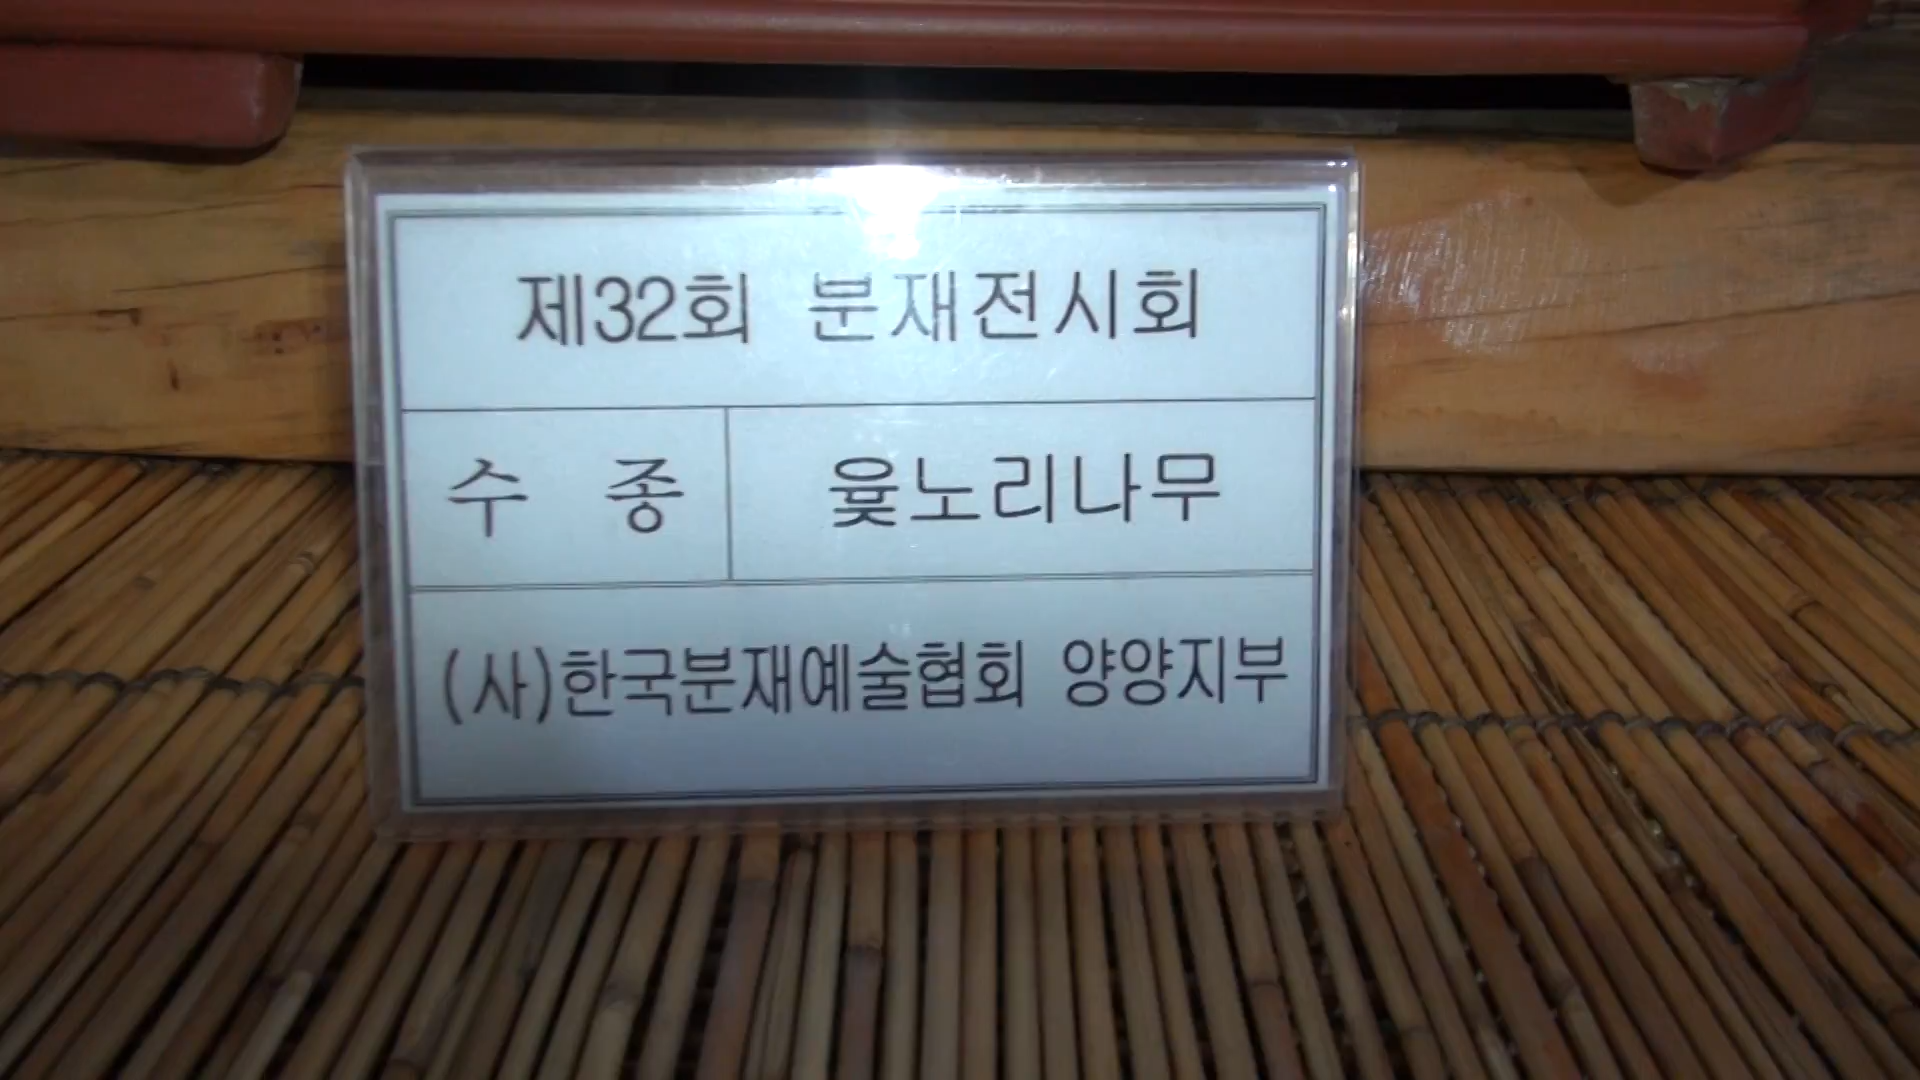 제32회 분재전시회
수 종 윷노리나무
(사)한국분재예술협회 양양지부